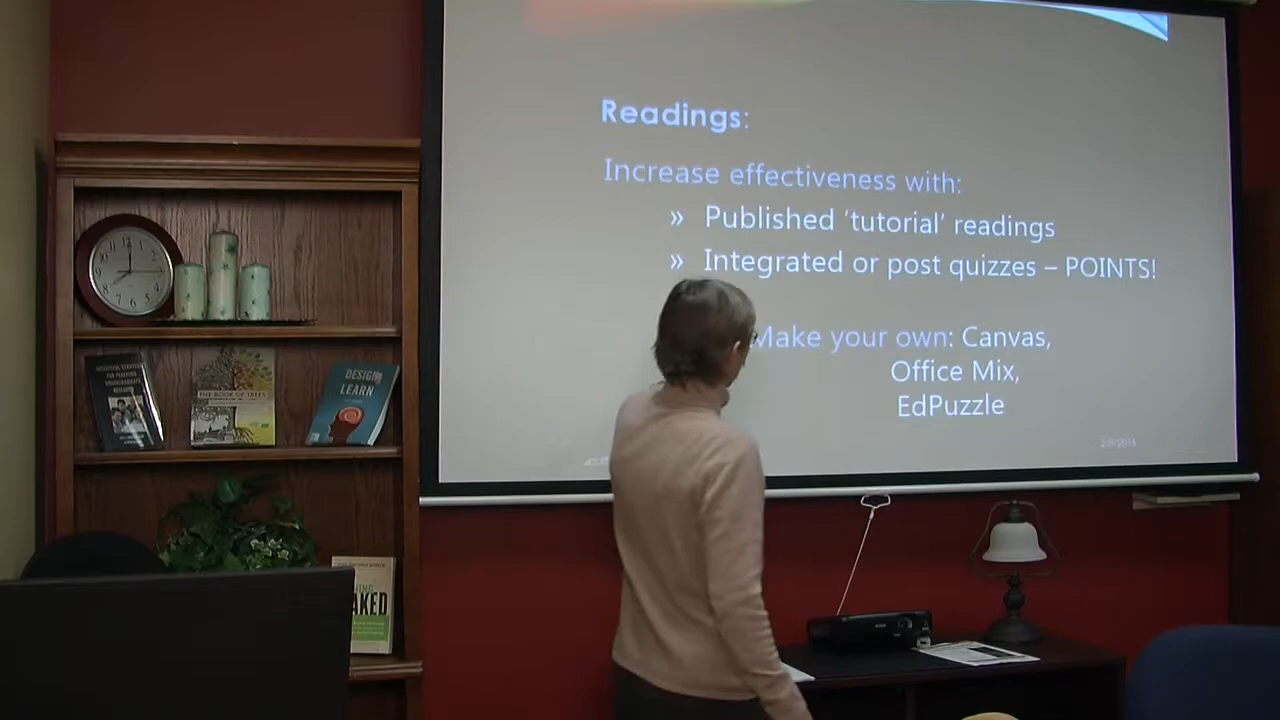 Readings:
Increase effectiveness with:
» Published 'tutorial' readings
» Integrated or post quizzes – POINTS!
Make your own: Canvas,
Office Mix,
EdPuzzle
12
THE BOOK OF TREES
DESIGN
LEARN
AKED